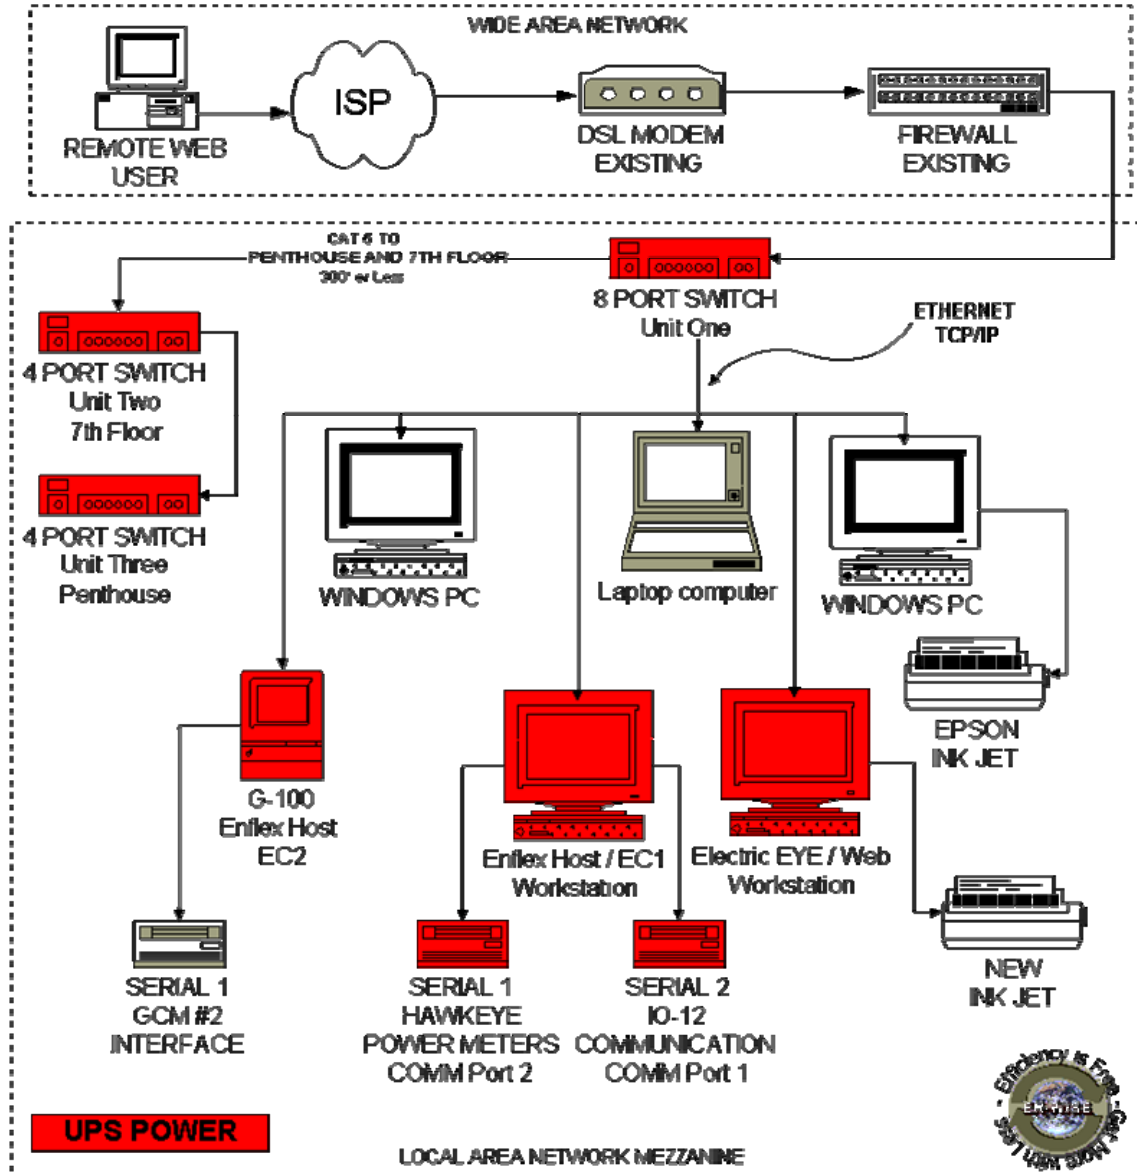 WIDE AREA NETWORK
ISP
REMOTE WEB
USER
DSL MODEM
EXISTING
FIREWALL
EXISTING
CAT 6 TO
PENTHOUSE AND 7TH FLOOR
300' or Less
8 PORT SWITCH
Unit One
ETHERNET
TCP/IP
4 PORT SWITCH
Unit Two
7th Floor
4 PORT SWITCH
Unit Three
Penthouse
WINDOWS PC
Laptop computer
WINDOWS PC
EPSON
INK JET
G-100
Enflex Host
EC2
Enflex Host / EC1
Workstation
Electric EYE / Web
Workstation
NEW
INK JET
SERIAL 1
GCM #2
INTERFACE
SERIAL 1
HAWKEYE
POWER METERS
COMM Port 2
SERIAL 2
IO-12
COMMUNICATION
COMM Port 1
UPS POWER
LOCAL AREA NETWORK MEZZANINE
- Efficiency is Free - Get More with Less